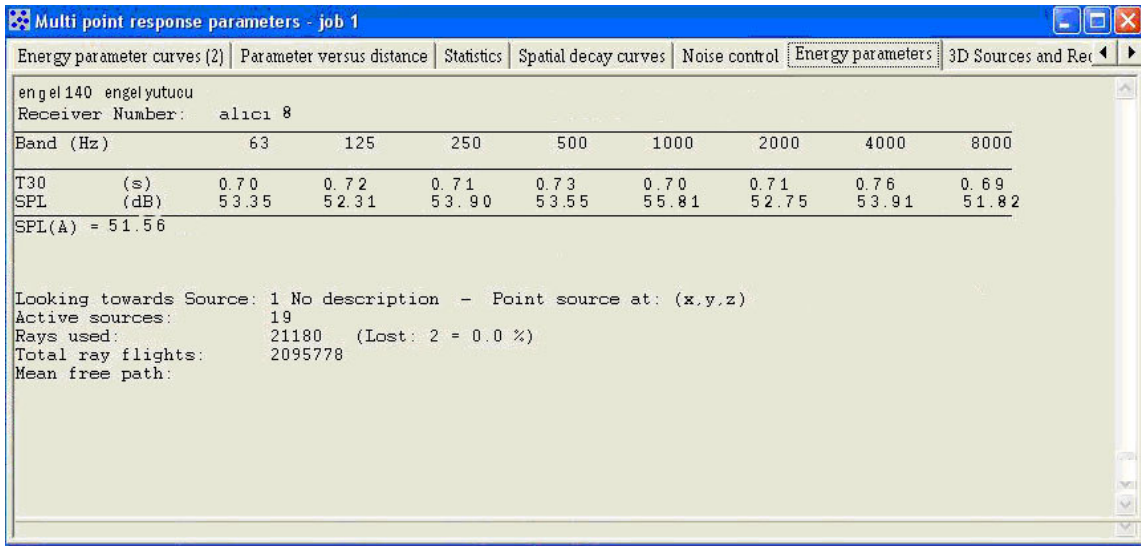 Multi point response parameters - job 1
Energy parameter curves (2) Parameter versus distance Statistics Spatial decay curves Noise control Energy parameters 3D Sources and Rec
engel 140 engel yutucu
Receiver Number: alıcı 8
Band (Hz) 63 125 250 500 1000 2000 4000 8000
T30 (s) 0.70 0.72 0.71 0.73 0.70 0.71 0.76 0.69
SPL (dB) 53.35 52.31 53.90 53.55 55.81 52.75 53.91 51.82
SPL(A) = 51.56
Looking towards Source: 1 No description - Point source at: (x,y,z)
Active sources: 19
Rays used: 21180 (Lost: 2 = 0.0 %)
Total ray flights: 2095778
Mean free path: